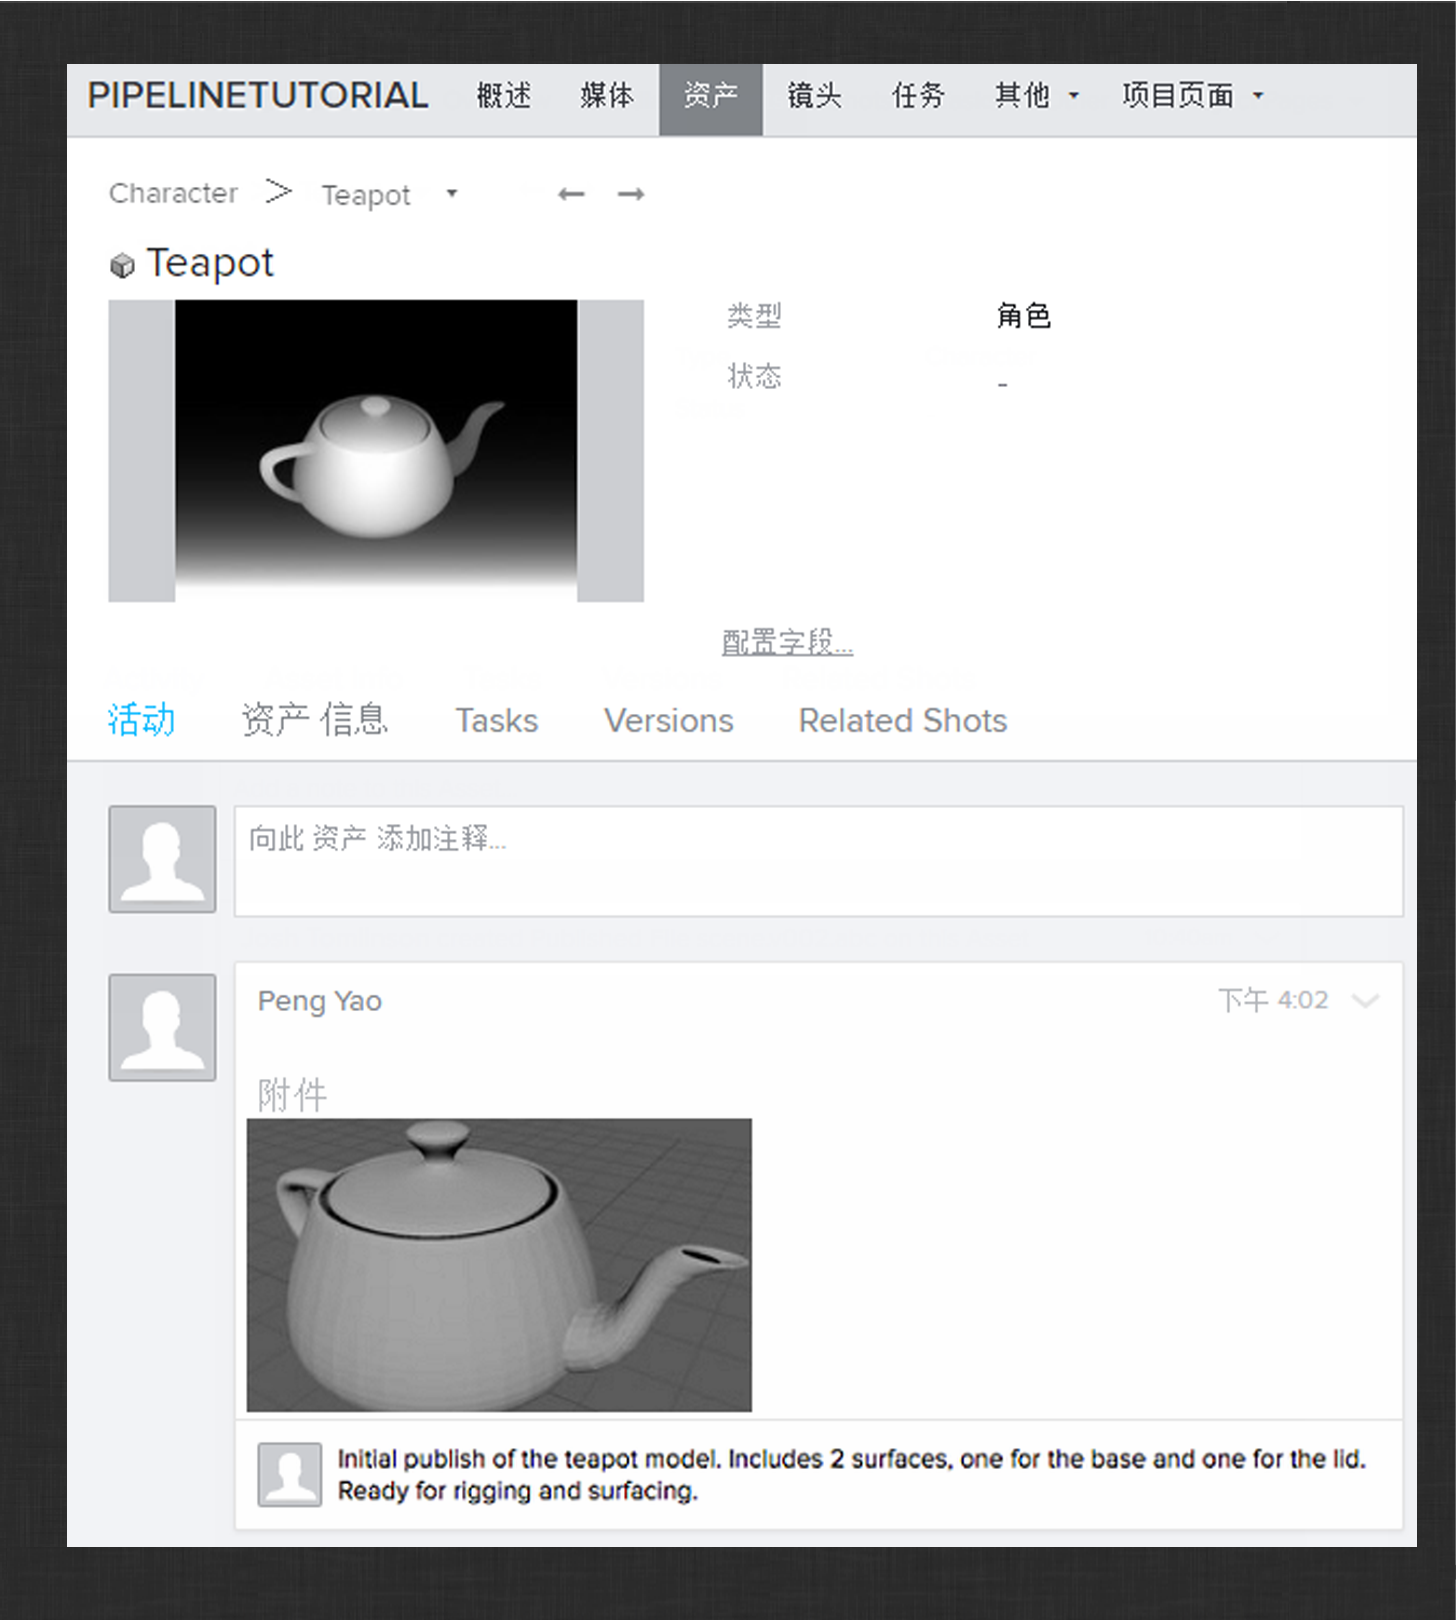 PIPELINETUTORIAL 概述 媒体 资产 镜头 任务 其他 项目页面
Character > Teapot
Teapot
类型 角色
状态 -
配置字段...
活动 资产 信息 Tasks Versions Related Shots
向此 资产 添加注释...
Peng Yao 下午 4:02
附件
Initial publish of the teapot model. Includes 2 surfaces, one for the base and one for the lid.
Ready for rigging and surfacing.